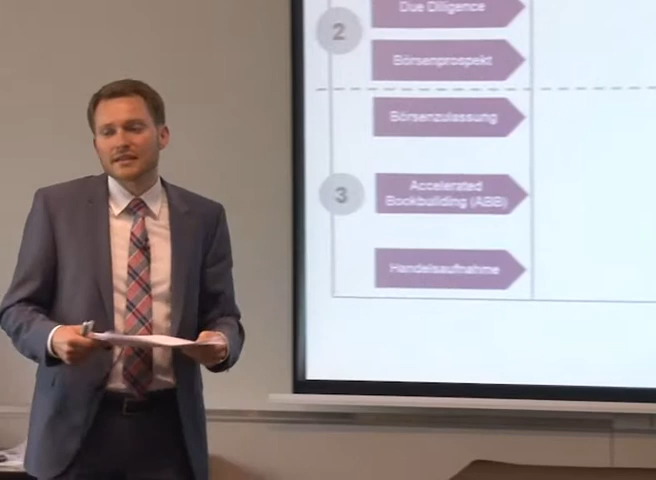 Due Diligence
2
Börsenprospekt
Börsenzulassung
3
Accelerated
Bookbuilding (ABB)
Handelsaufnahme